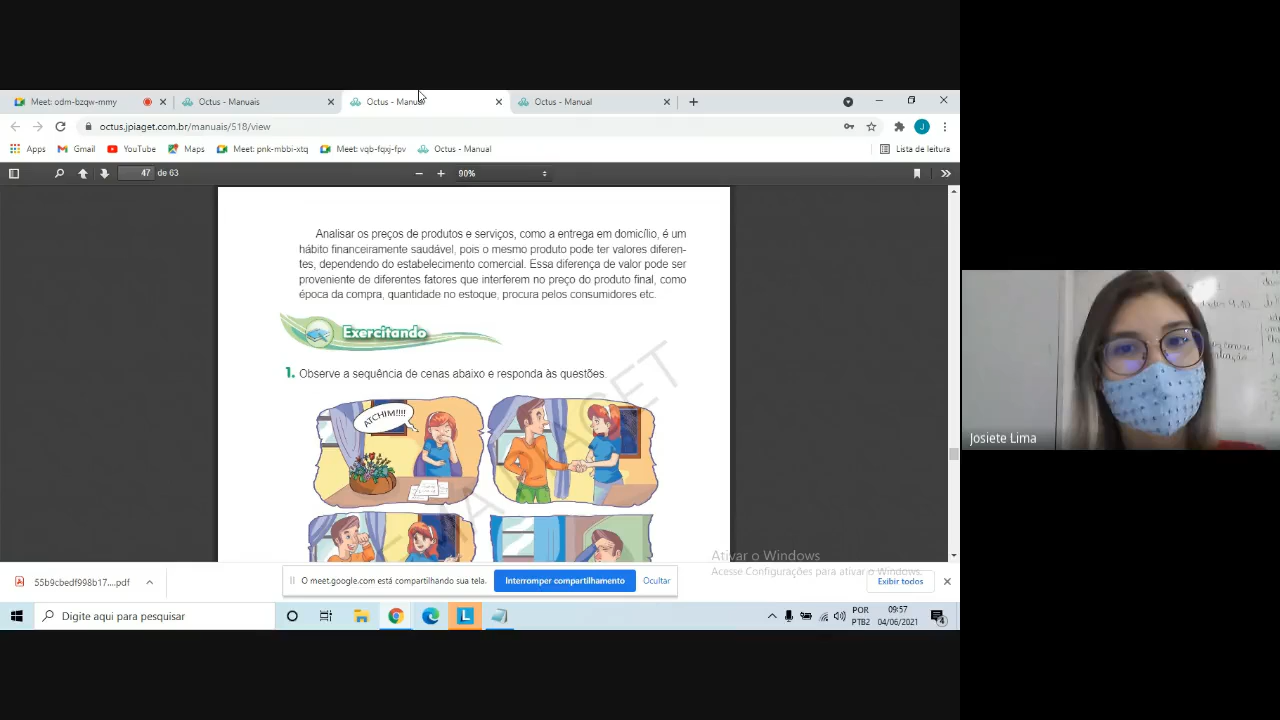 Meet: odm-bzqw-mmy
Octus - Manuais
Octus - Manual
Octus - Manual
octus.jpiaget.com.br/manuais/518/view
Apps
Gmail
YouTube
Maps
Meet: pnk-mbbi-xtq
Meet: vqb-fqxj-fpv
Octus - Manual
Lista de leitura
47 de 63
90%
Analisar os preços de produtos e serviços, como a entrega em domicílio, é um
hábito financeiramente saudável, pois o mesmo produto pode ter valores diferen-
tes, dependendo do estabelecimento comercial. Essa diferença de valor pode ser
proveniente de diferentes fatores que interferem no preço do produto final, como
época da compra, quantidade no estoque, procura pelos consumidores etc.
Exercitando
1. Observe a sequência de cenas abaixo e responda às questões.
ATCHIM!!!!
Josiete Lima
Ativar o Windows
Acesse Configurações para ativar o Windows.
55b9cbedf998b17....pdf
O meet.google.com está compartilhando sua tela.
Interromper compartilhamento
Ocultar
Exibir todos
Digite aqui para pesquisar
POR
PTB2
09:57
04/06/2021
4